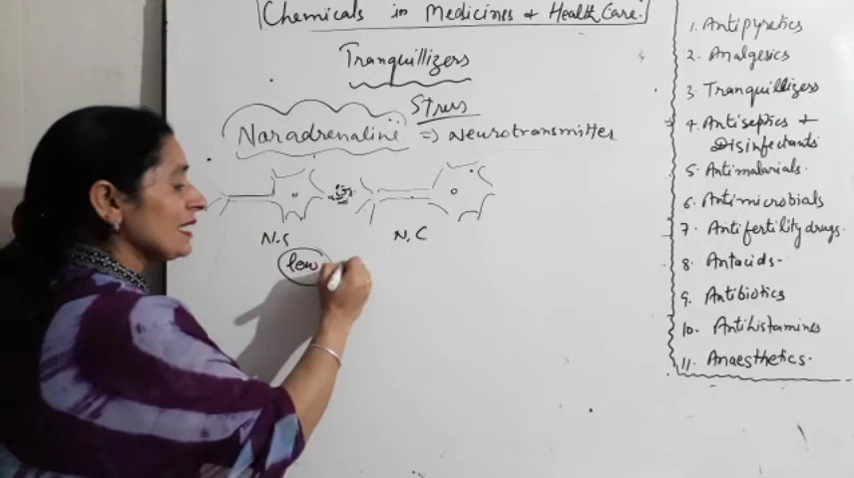 Chemicals in Medicines & Health Care.
Tranquillizers
Stress
Naradrenaline => Neurotransmitter
N.C
N.C
low
1. Antipyretics
2. Analgesics
3. Tranquillizers
4. Antiseptics &
Disinfectants
5. Antimalarials.
6. Antimicrobials
7. Antifertility drugs.
8. Antacids.
9. Antibiotics
10. Antihistamines
11. Anaesthetics.